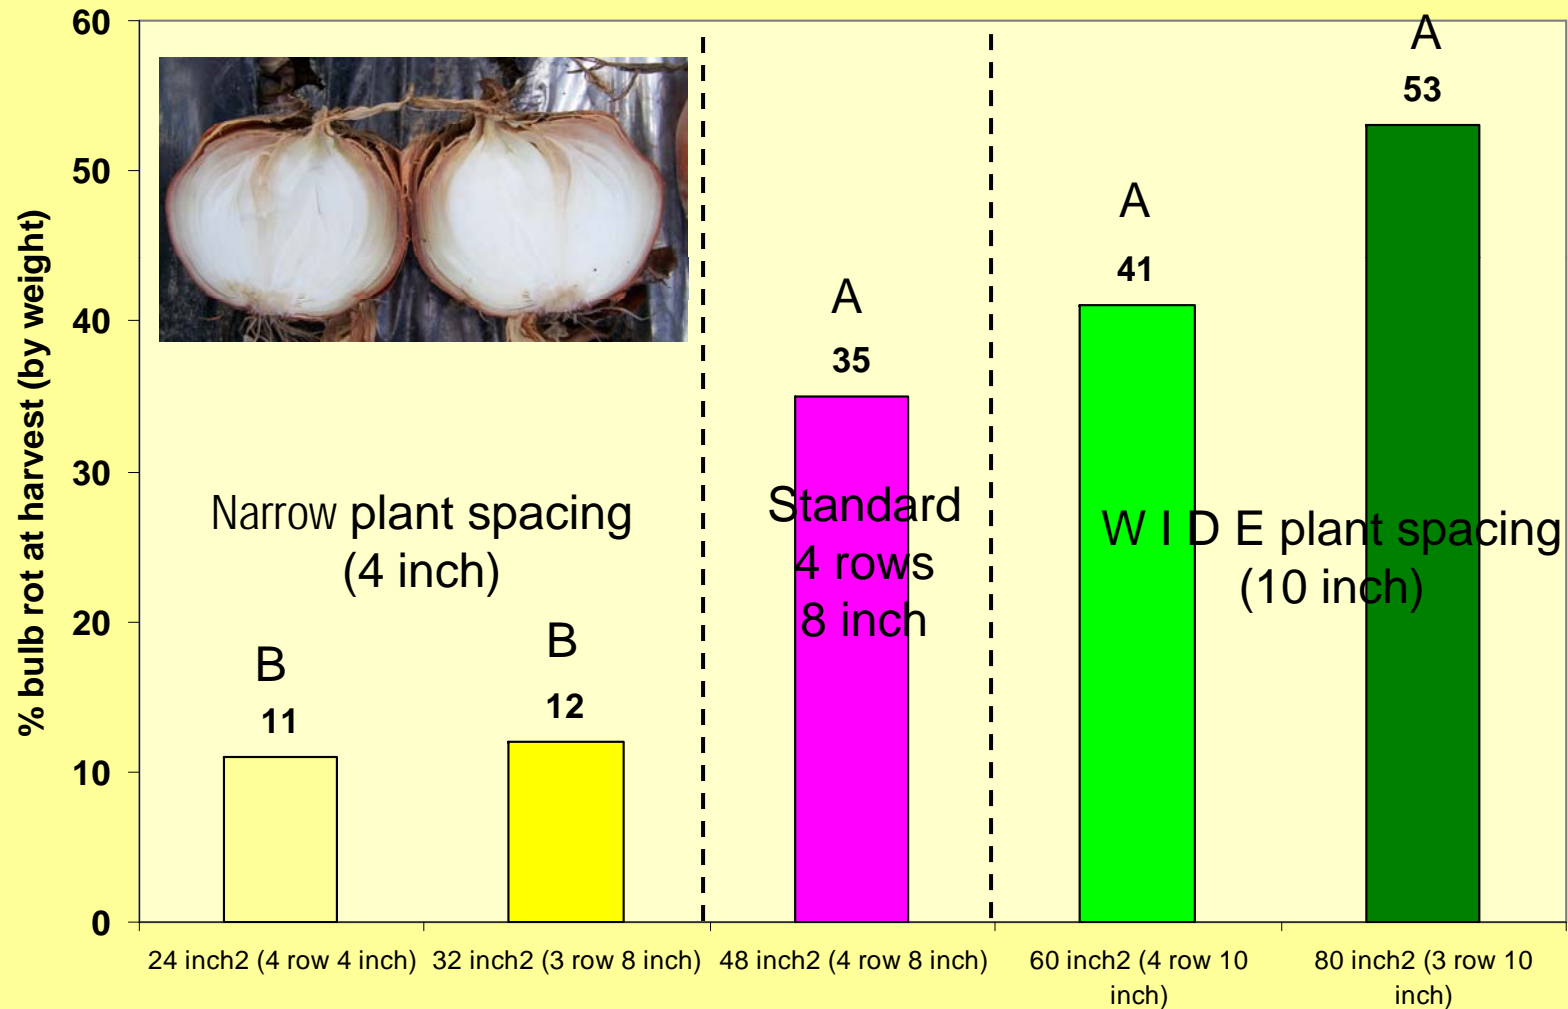 60
50
40
30
20
10
0
% bulb rot at harvest (by weight)
B
11
B
12
A
35
A
41
A
53
Narrow plant spacing
(4 inch)
Standard
4 rows
8 inch
W I D E plant spacing
(10 inch)
24 inch2 (4 row 4 inch)
32 inch2 (3 row 8 inch)
48 inch2 (4 row 8 inch)
60 inch2 (4 row 10
inch)
80 inch2 (3 row 10
inch)